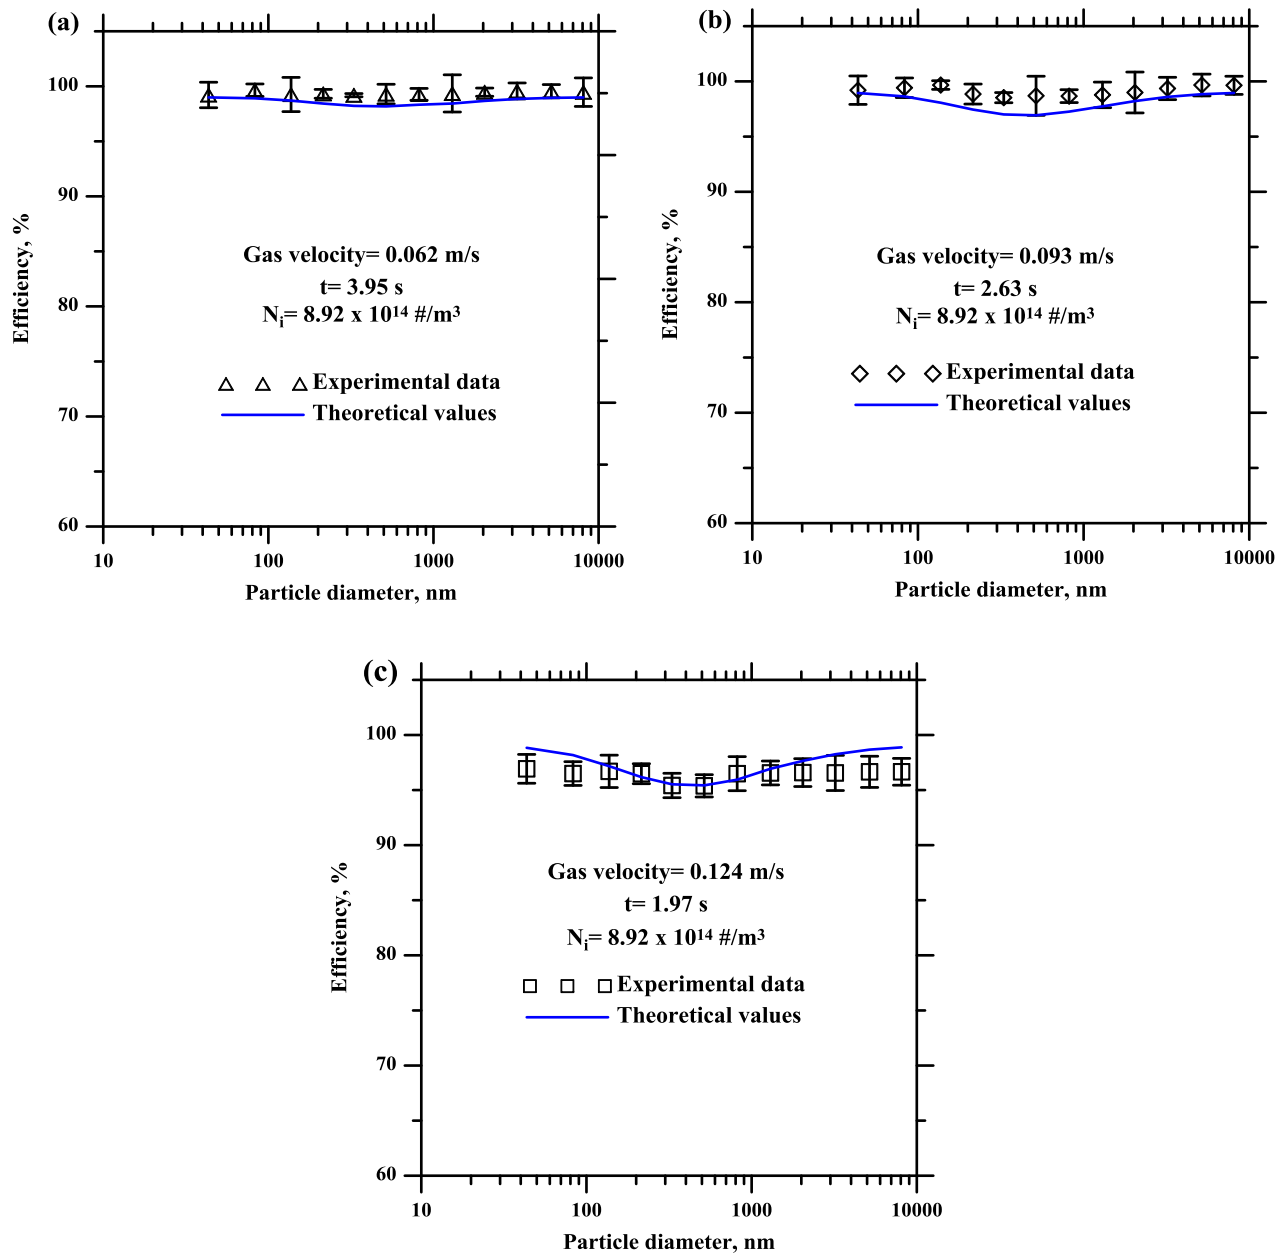 (a)
100
90
80
70
60
Efficiency, %
Gas velocity= 0.062 m/s
t= 3.95 s
Nᵢ= 8.92 x 10¹⁴ #/m³
Experimental data
Theoretical values
10 100 1000 10000
Particle diameter, nm
(b)
100
90
80
70
60
Efficiency, %
Gas velocity= 0.093 m/s
t= 2.63 s
Nᵢ= 8.92 x 10¹⁴ #/m³
Experimental data
Theoretical values
10 100 1000 10000
Particle diameter, nm
(c)
100
90
80
70
60
Efficiency, %
Gas velocity= 0.124 m/s
t= 1.97 s
Nᵢ= 8.92 x 10¹⁴ #/m³
Experimental data
Theoretical values
10 100 1000 10000
Particle diameter, nm